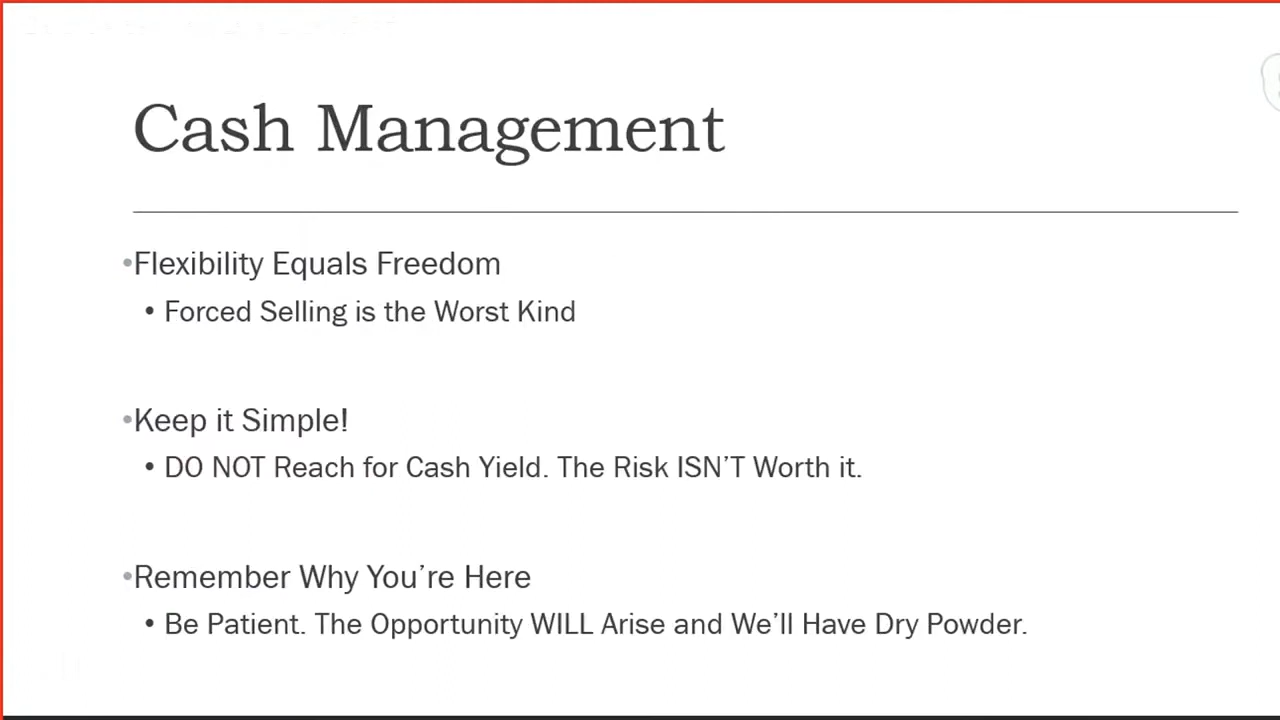 Cash Management
•Flexibility Equals Freedom
• Forced Selling is the Worst Kind
•Keep it Simple!
• DO NOT Reach for Cash Yield. The Risk ISN’T Worth it.
•Remember Why You’re Here
• Be Patient. The Opportunity WILL Arise and We’ll Have Dry Powder.